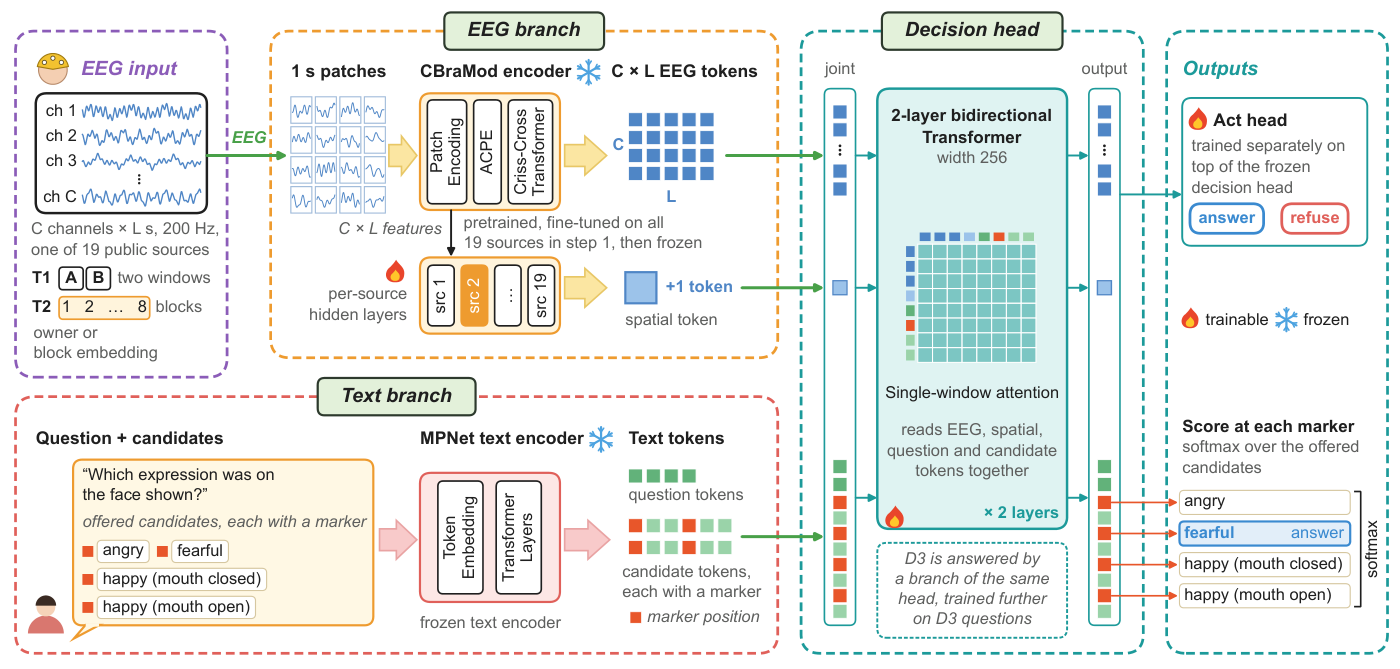 EEG input
ch 1
ch 2
ch 3
⋮
ch C
C channels × L s, 200 Hz,
one of 19 public sources
T1 A B two windows
T2 1 2 … 8 blocks
owner or
block embedding
EEG
EEG branch
1 s patches
CBraMod encoder
C × L EEG tokens
Patch
Encoding
ACPE
Criss-Cross
Transformer
C
L
C × L features
pretrained, fine-tuned on all
19 sources in step 1, then frozen
per-source
hidden layers
src 1
src 2
…
src 19
+1 token
spatial token
Text branch
Question + candidates
“Which expression was on
the face shown?”
offered candidates, each with a marker
angry
fearful
happy (mouth closed)
happy (mouth open)
MPNet text encoder
Token
Embedding
Transformer
Layers
frozen text encoder
Text tokens
question tokens
candidate tokens,
each with a marker
marker position
Decision head
joint
output
2-layer bidirectional
Transformer
width 256
Single-window attention
reads EEG, spatial,
question and candidate
tokens together
× 2 layers
D3 is answered by
a branch of the same
head, trained further
on D3 questions
Outputs
Act head
trained separately on
top of the frozen
decision head
answer
refuse
trainable
frozen
Score at each marker
softmax over the offered
candidates
angry
fearful answer
happy (mouth closed)
happy (mouth open)
softmax